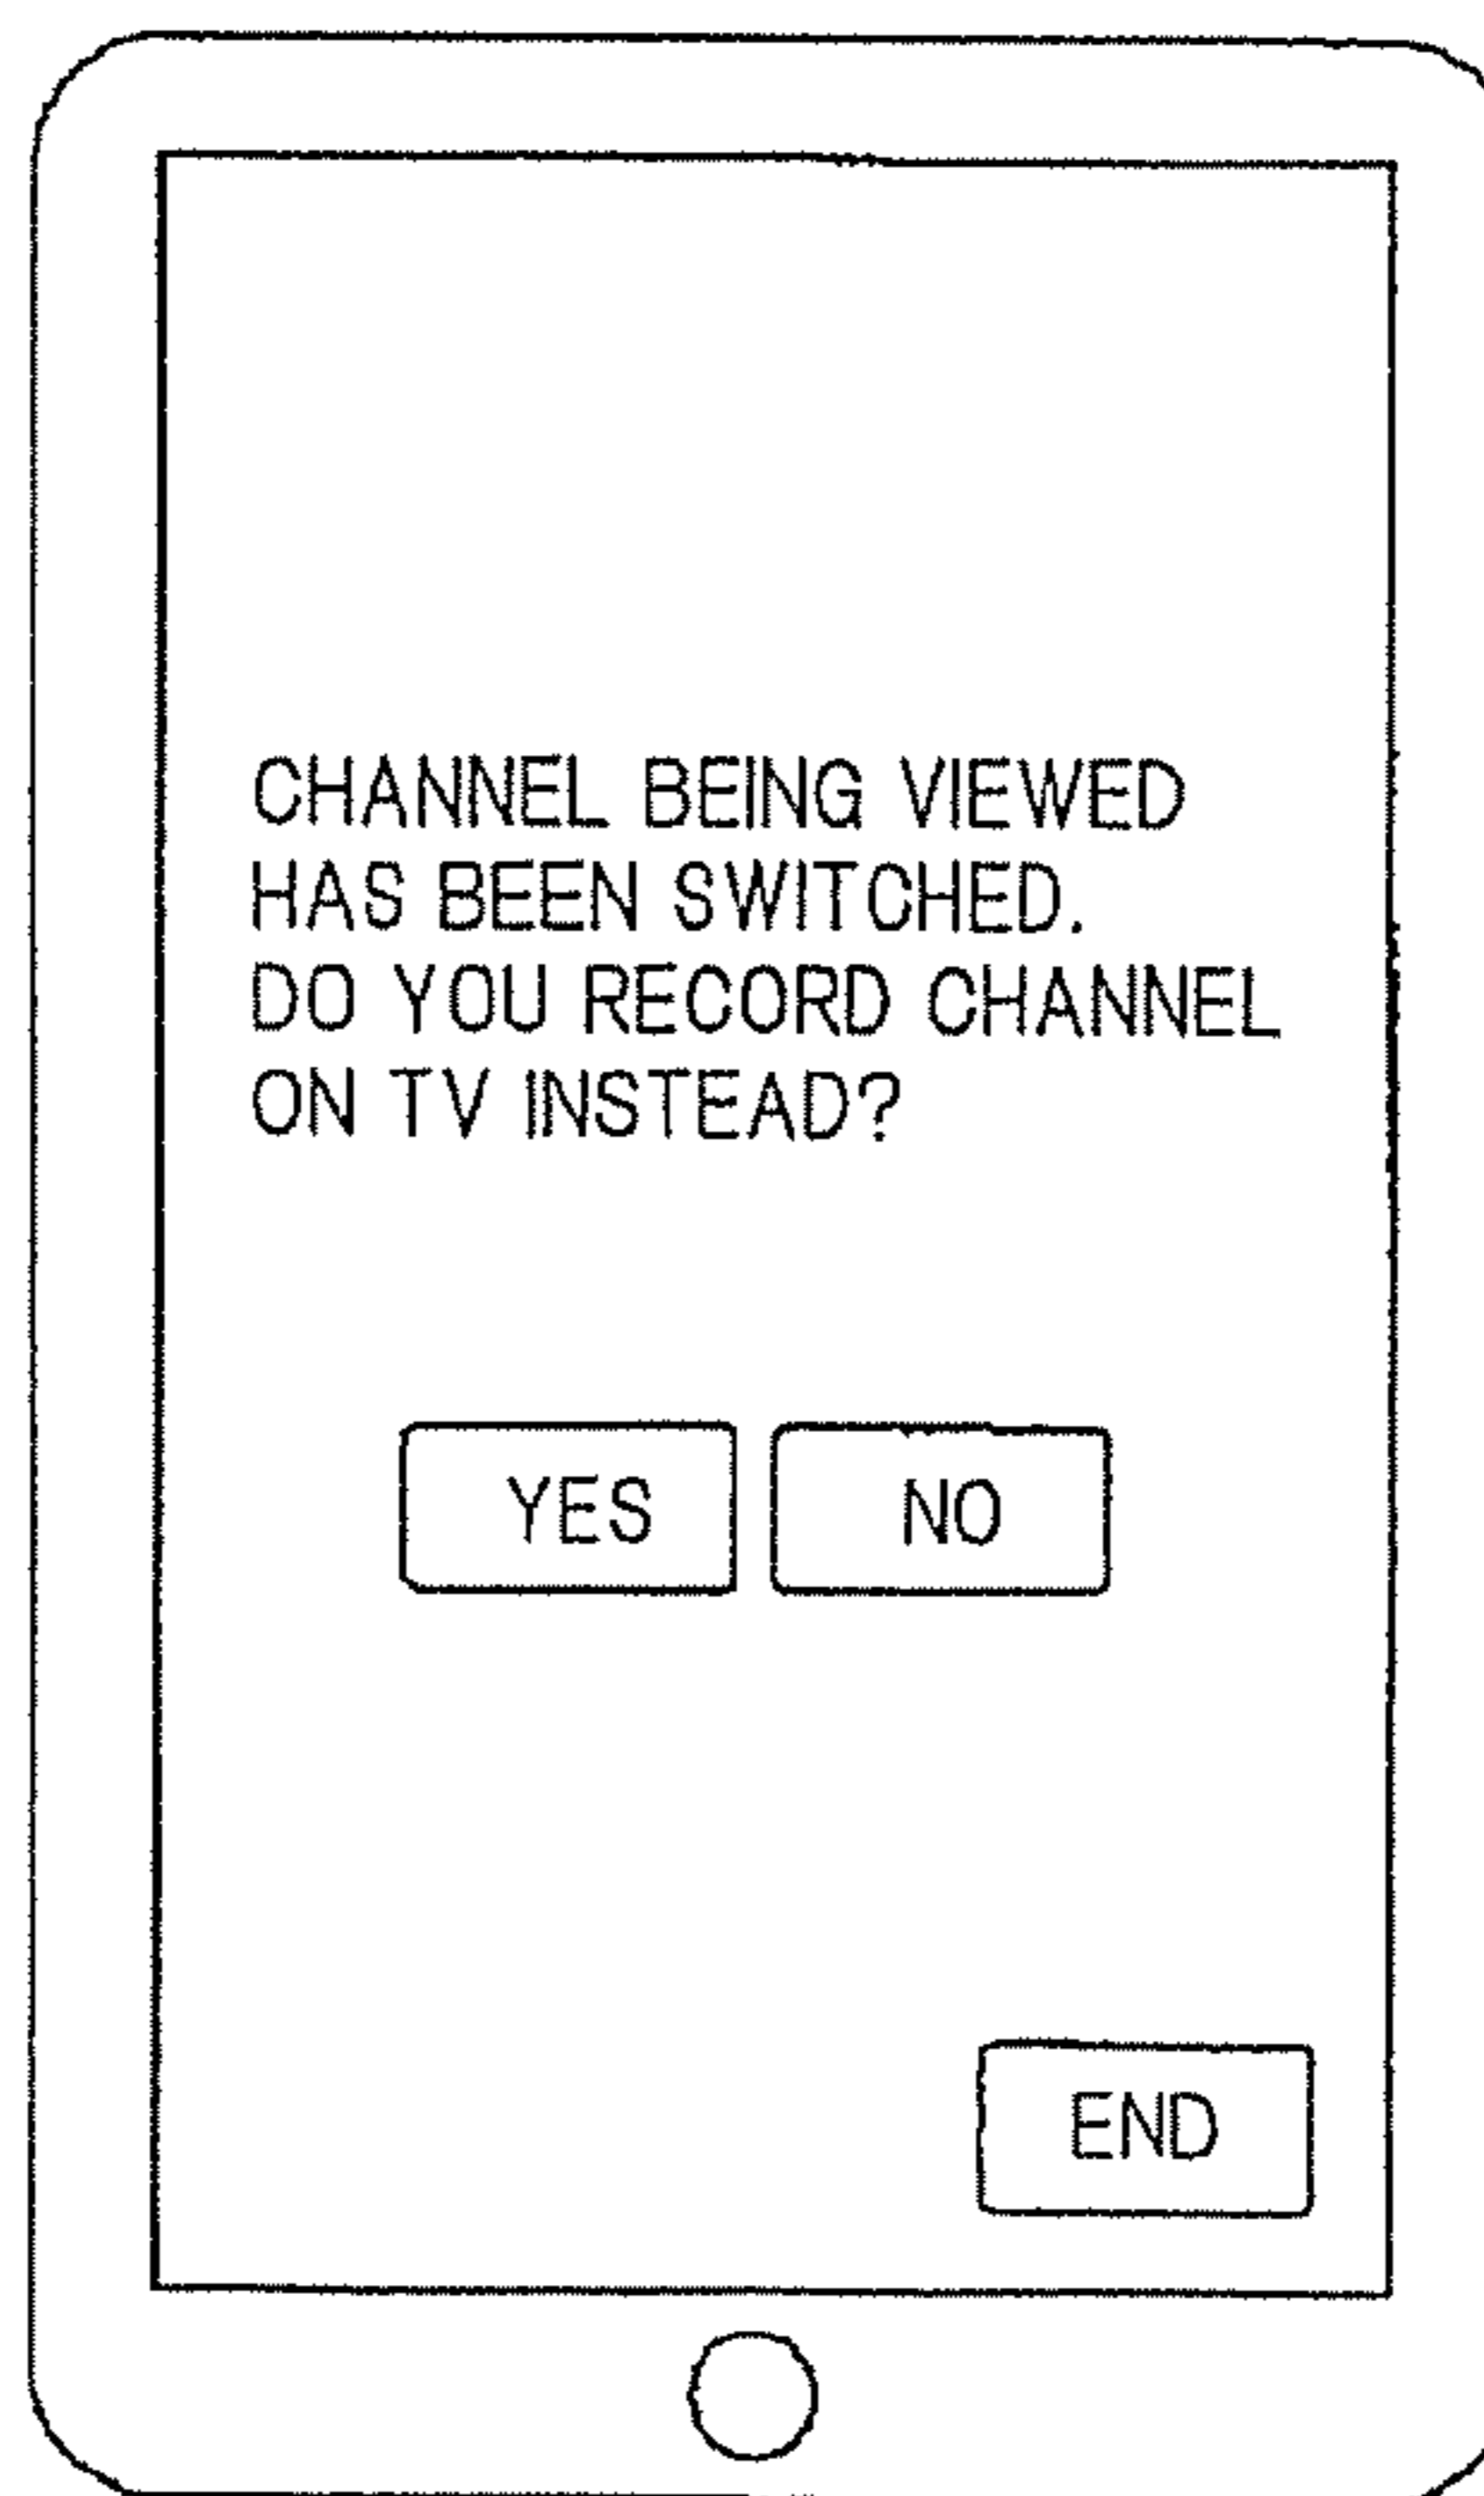 CHANNEL BEING VIEWED
HAS BEEN SWITCHED.
DO YOU RECORD CHANNEL
ON TV INSTEAD?
YES NO
END